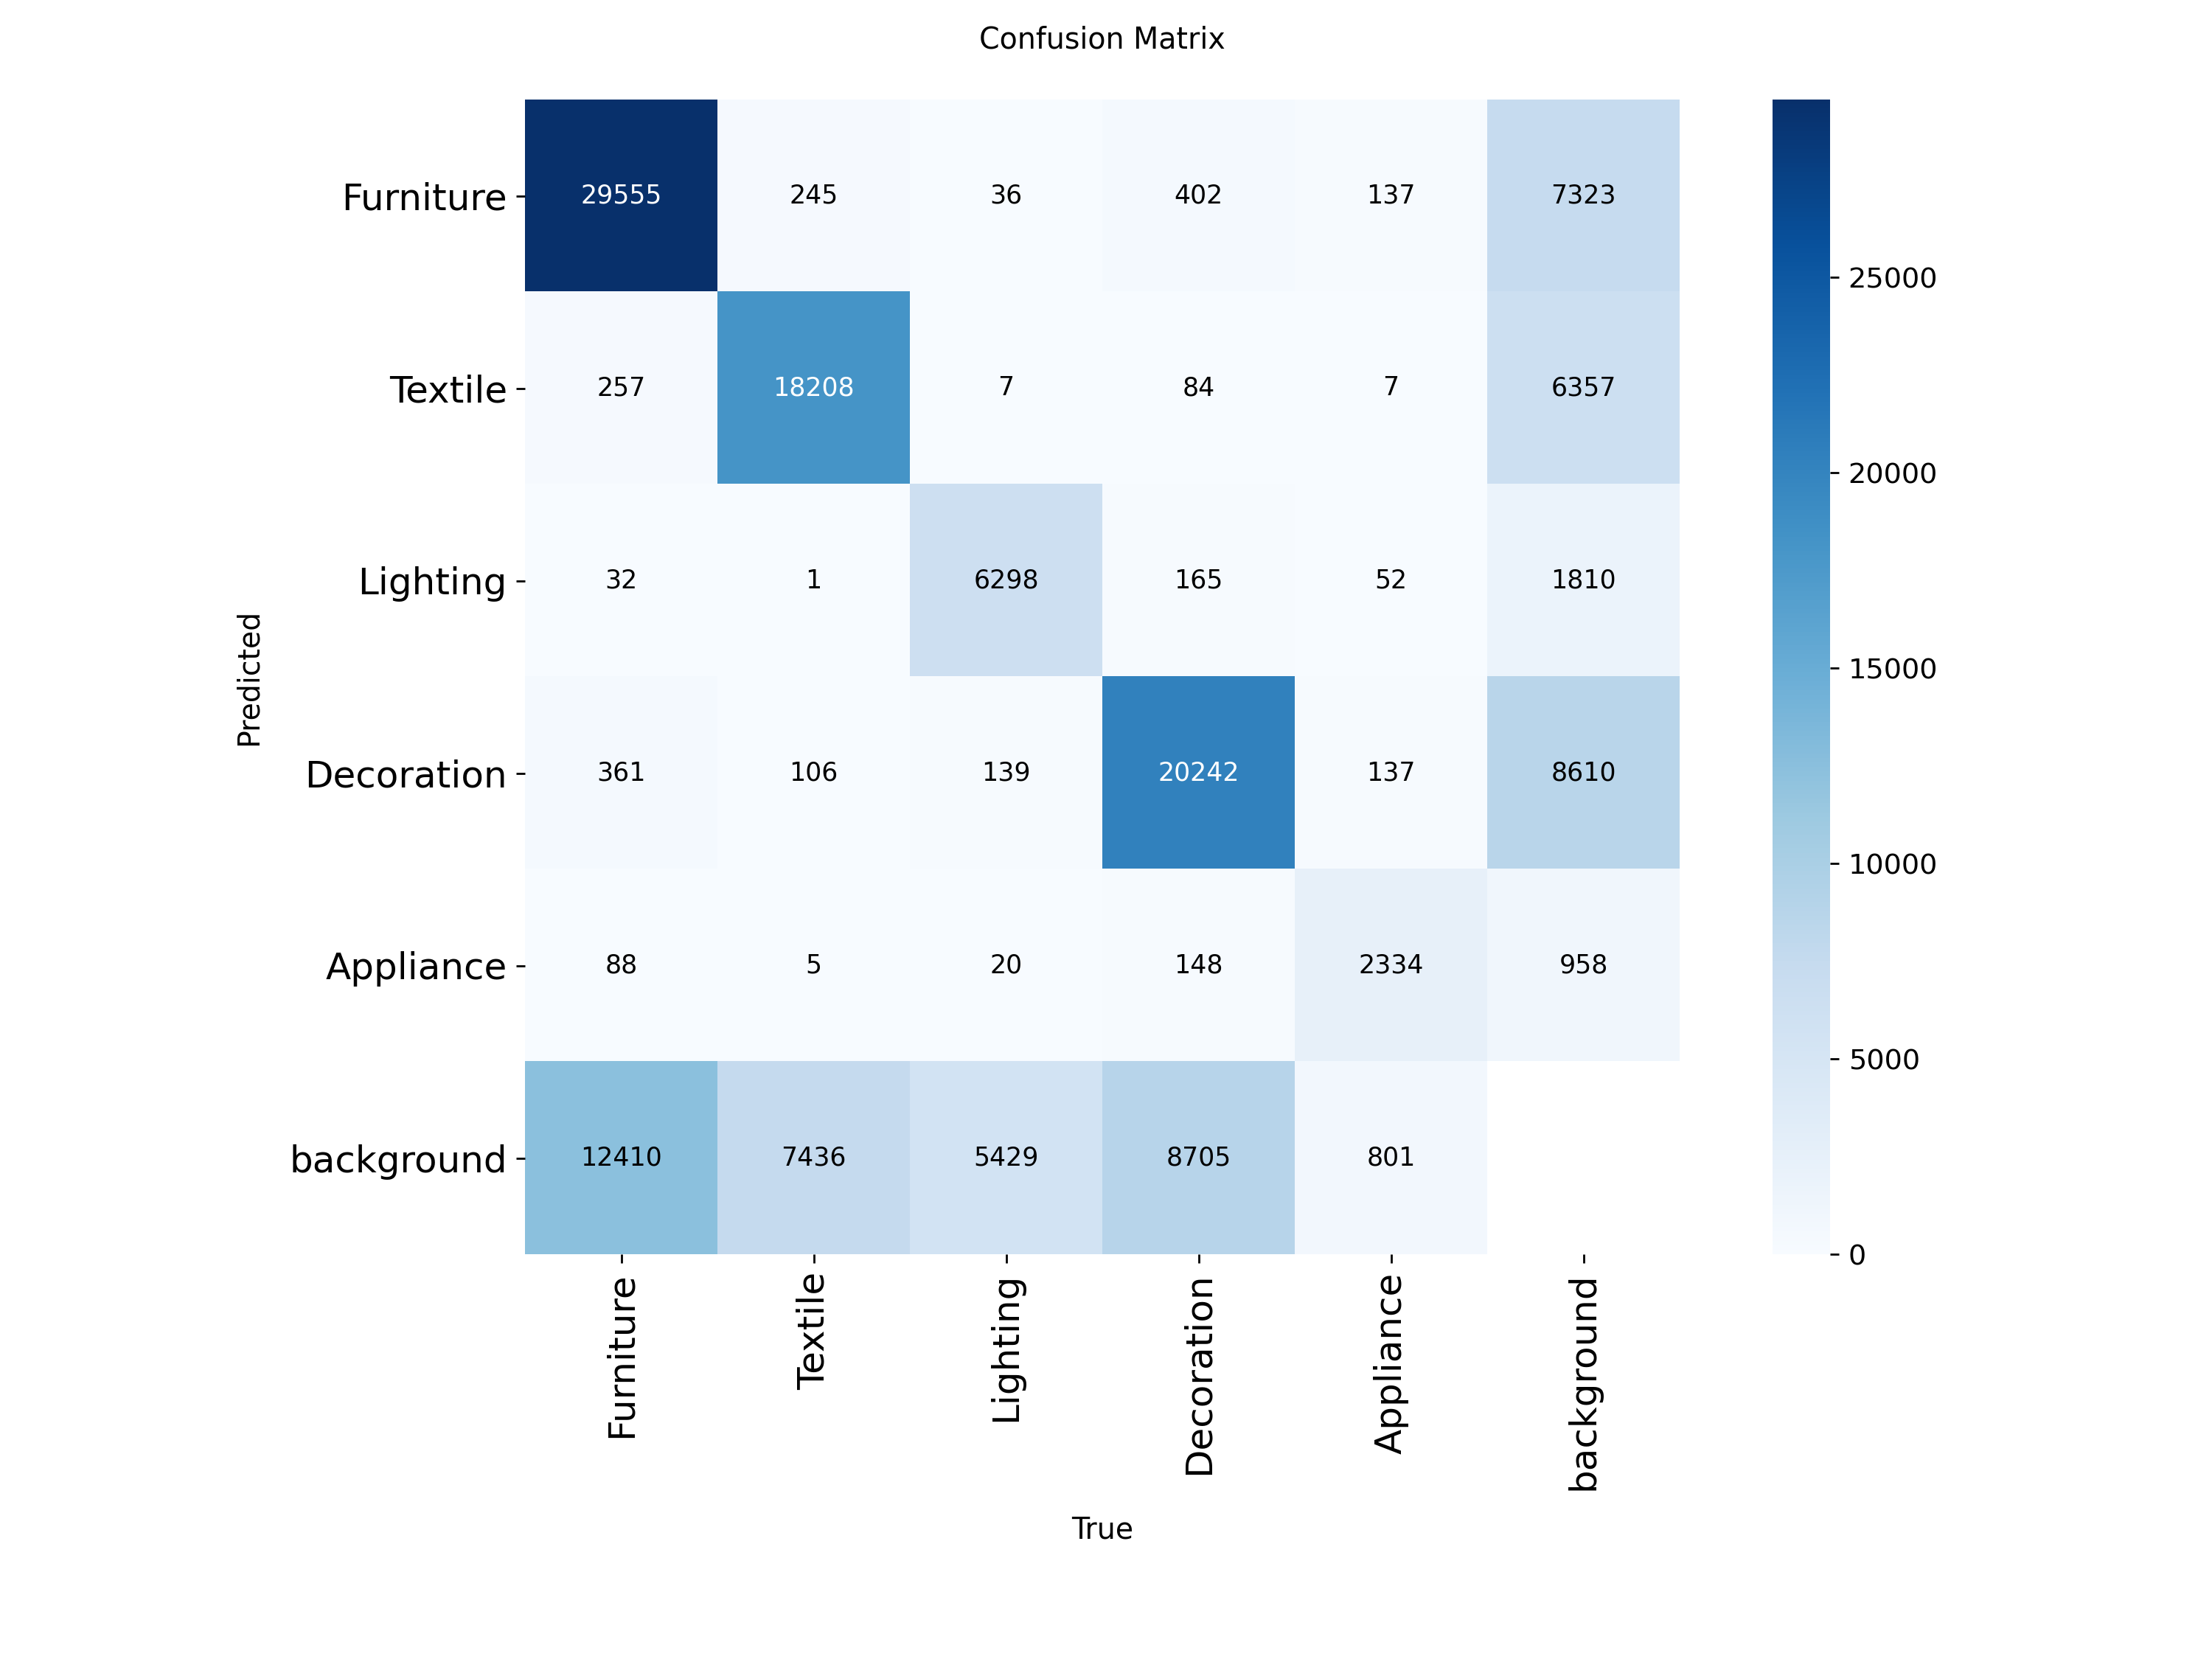 Confusion Matrix
Furniture 29555 245 36 402 137 7323
Textile 257 18208 7 84 7 6357
Lighting 32 1 6298 165 52 1810
Decoration 361 106 139 20242 137 8610
Appliance 88 5 20 148 2334 958
background 12410 7436 5429 8705 801
Predicted
Furniture Textile Lighting Decoration Appliance background
True
25000
20000
15000
10000
5000
0